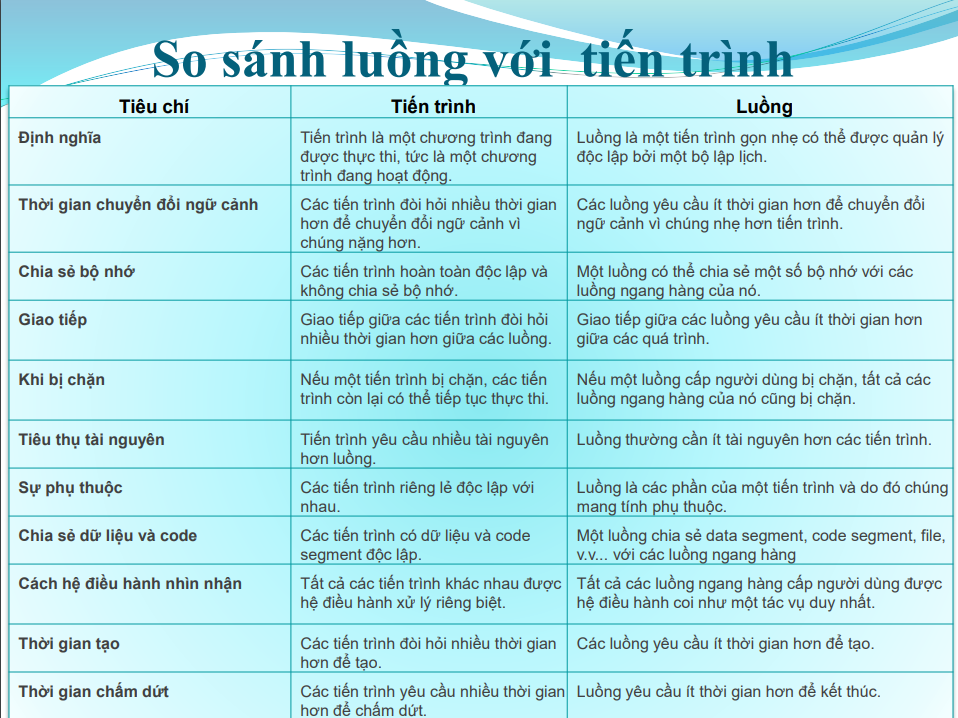 So sánh luồng với tiến trình
Tiêu chí
Tiến trình
Luồng
Định nghĩa
Tiến trình là một chương trình đang
được thực thi, tức là một chương
trình đang hoạt động.
Luồng là một tiến trình gọn nhẹ có thể được quản lý
độc lập bởi một bộ lập lịch.
Thời gian chuyển đổi ngữ cảnh
Các tiến trình đòi hỏi nhiều thời gian
hơn để chuyển đổi ngữ cảnh vì
chúng nặng hơn.
Các luồng yêu cầu ít thời gian hơn để chuyển đổi
ngữ cảnh vì chúng nhẹ hơn tiến trình.
Chia sẻ bộ nhớ
Các tiến trình hoàn toàn độc lập và
không chia sẻ bộ nhớ.
Một luồng có thể chia sẻ một số bộ nhớ với các
luồng ngang hàng của nó.
Giao tiếp
Giao tiếp giữa các tiến trình đòi hỏi
nhiều thời gian hơn giữa các luồng.
Giao tiếp giữa các luồng yêu cầu ít thời gian hơn
giữa các quá trình.
Khi bị chặn
Nếu một tiến trình bị chặn, các tiến
trình còn lại có thể tiếp tục thực thi.
Nếu một luồng cấp người dùng bị chặn, tất cả các
luồng ngang hàng của nó cũng bị chặn.
Tiêu thụ tài nguyên
Tiến trình yêu cầu nhiều tài nguyên
hơn luồng.
Luồng thường cần ít tài nguyên hơn các tiến trình.
Sự phụ thuộc
Các tiến trình riêng lẻ độc lập với
nhau.
Luồng là các phần của một tiến trình và do đó chúng
mang tính phụ thuộc.
Chia sẻ dữ liệu và code
Các tiến trình có dữ liệu và code
segment độc lập.
Một luồng chia sẻ data segment, code segment, file,
v.v... với các luồng ngang hàng
Cách hệ điều hành nhìn nhận
Tất cả các tiến trình khác nhau được
hệ điều hành xử lý riêng biệt.
Tất cả các luồng ngang hàng cấp người dùng được
hệ điều hành coi như một tác vụ duy nhất.
Thời gian tạo
Các tiến trình đòi hỏi nhiều thời gian
hơn để tạo.
Các luồng yêu cầu ít thời gian hơn để tạo.
Thời gian chấm dứt
Các tiến trình yêu cầu nhiều thời gian
hơn để chấm dứt.
Luồng yêu cầu ít thời gian hơn để kết thúc.